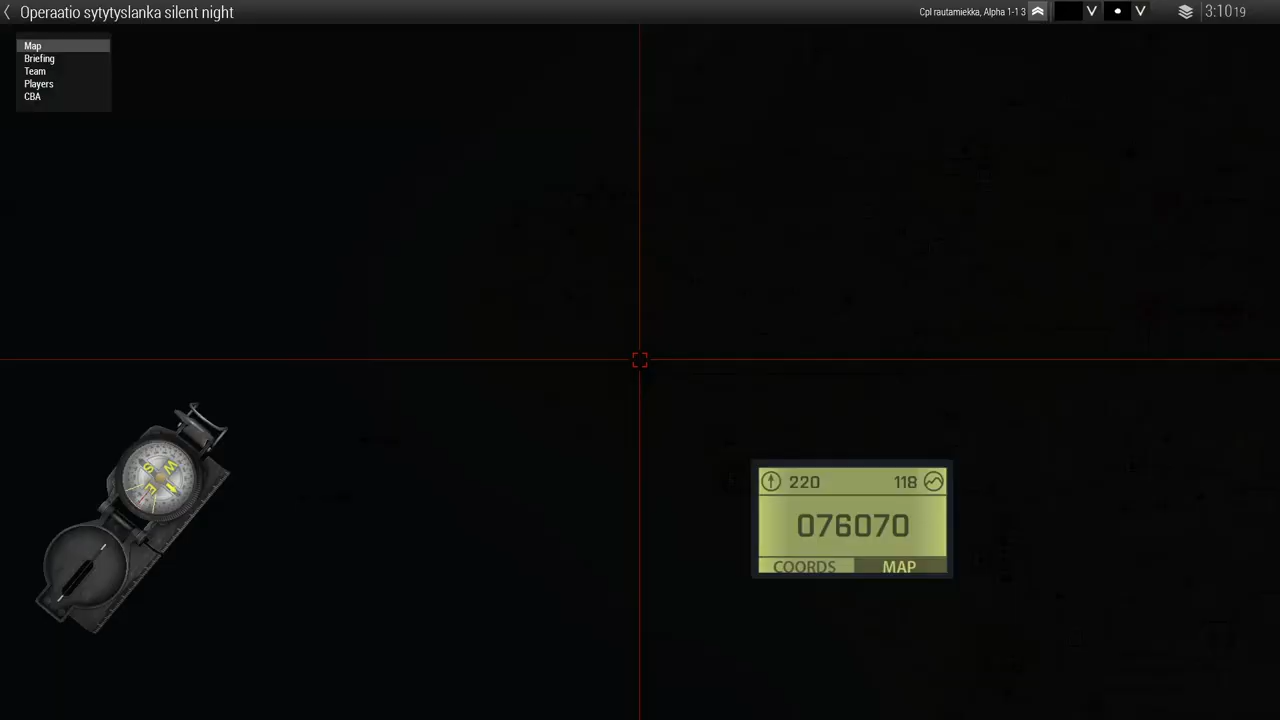 Operaatio sytytyslanka silent night
Cpl rautamiekka, Alpha 1-1 3
3:10 19
Map
Briefing
Team
Players
CBA
S W
E
220 118
076070
COORDS MAP